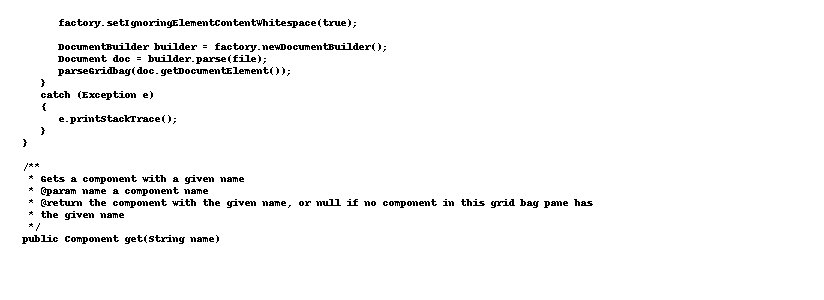 factory.setIgnoringElementContentWhitespace(true);
DocumentBuilder builder = factory.newDocumentBuilder();
Document doc = builder.parse(file);
parseGridbag(doc.getDocumentElement());
}
catch (Exception e)
{
e.printStackTrace();
}
}
/**
* Gets a component with a given name
* @param name a component name
* @return the component with the given name, or null if no component in this grid bag pane has
* the given name
*/
public Component get(String name)